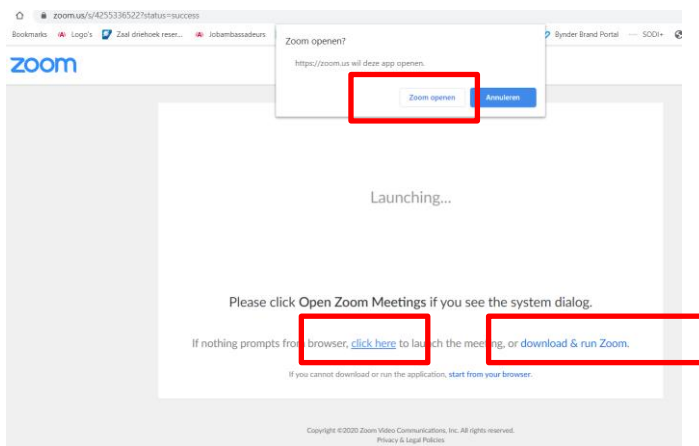 zoom.us/s/4255336522?status=success
Bookmarks Logo's Zaal driehoek reser... Jobambassadeurs Bynder Brand Portal SODI+
Zoom openen?
https://zoom.us wil deze app openen.
Zoom openen Annuleren
zoom
Launching...
Please click Open Zoom Meetings if you see the system dialog.
If nothing prompts from browser, click here to launch the meeting, or download & run Zoom.
If you cannot download or run the application, start from your browser.
Copyright ©2020 Zoom Video Communications, Inc. All rights reserved.
Privacy & Legal Policies